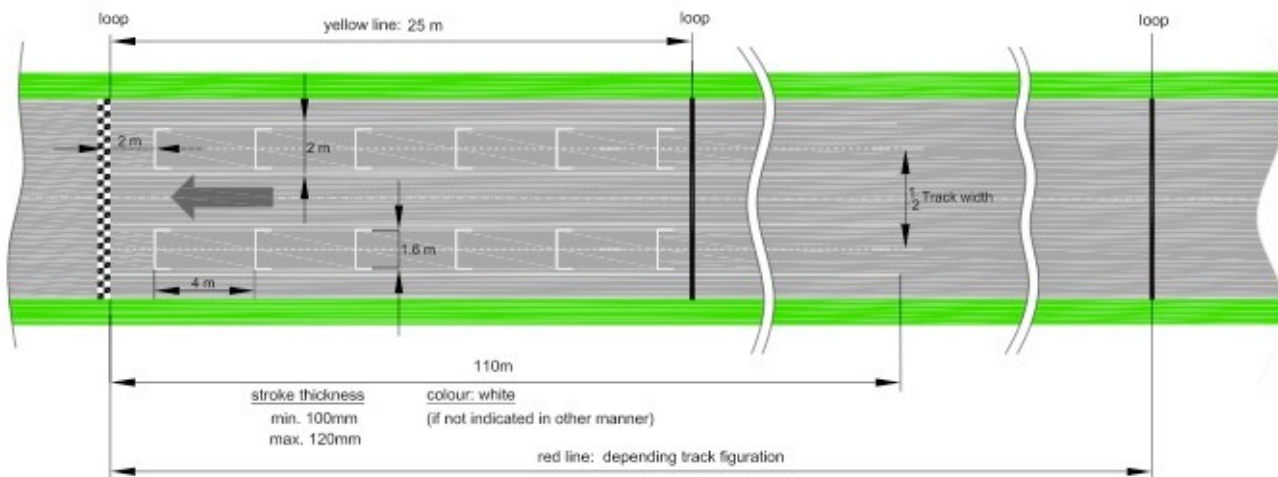 loop
yellow line: 25 m
loop
loop
2 m
2 m
1/2 Track width
1.6 m
4 m
110m
stroke thickness
colour: white
min. 100mm
(if not indicated in other manner)
max. 120mm
red line: depending track figuration